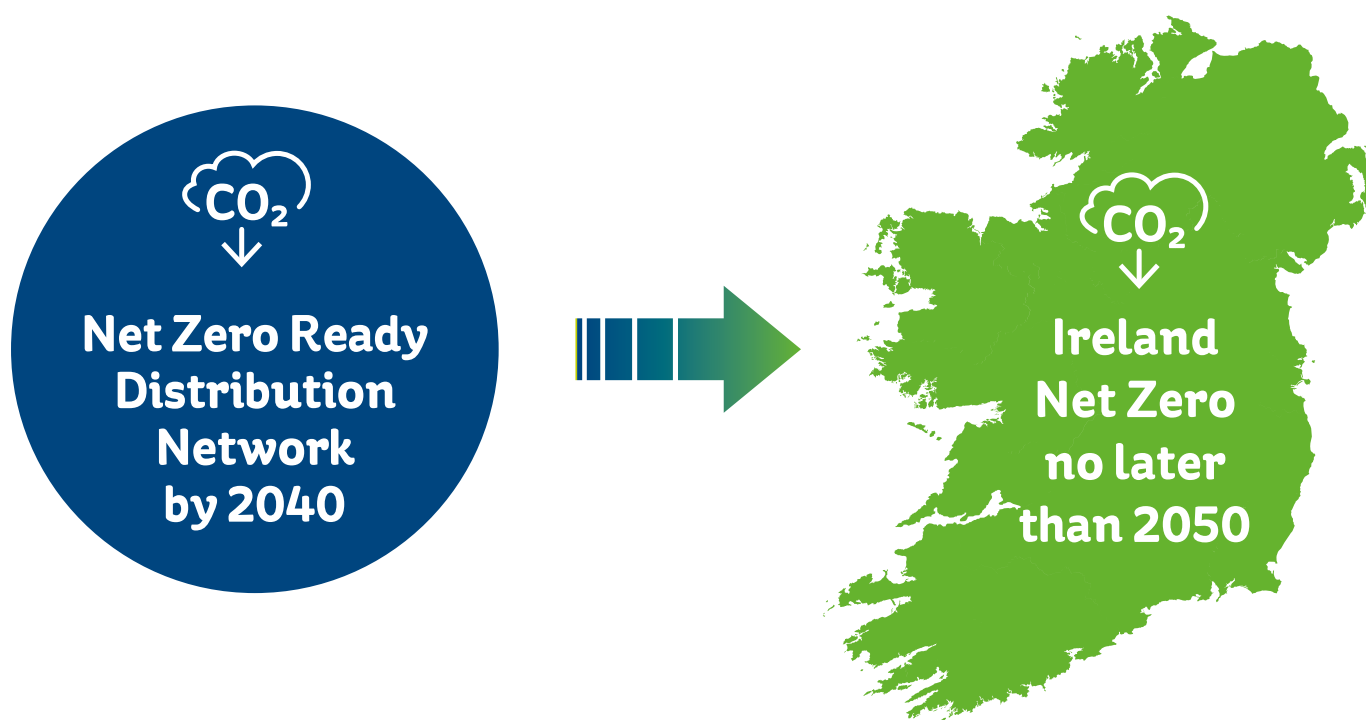 CO₂
Net Zero Ready
Distribution
Network
by 2040
CO₂
Ireland
Net Zero
no later
than 2050